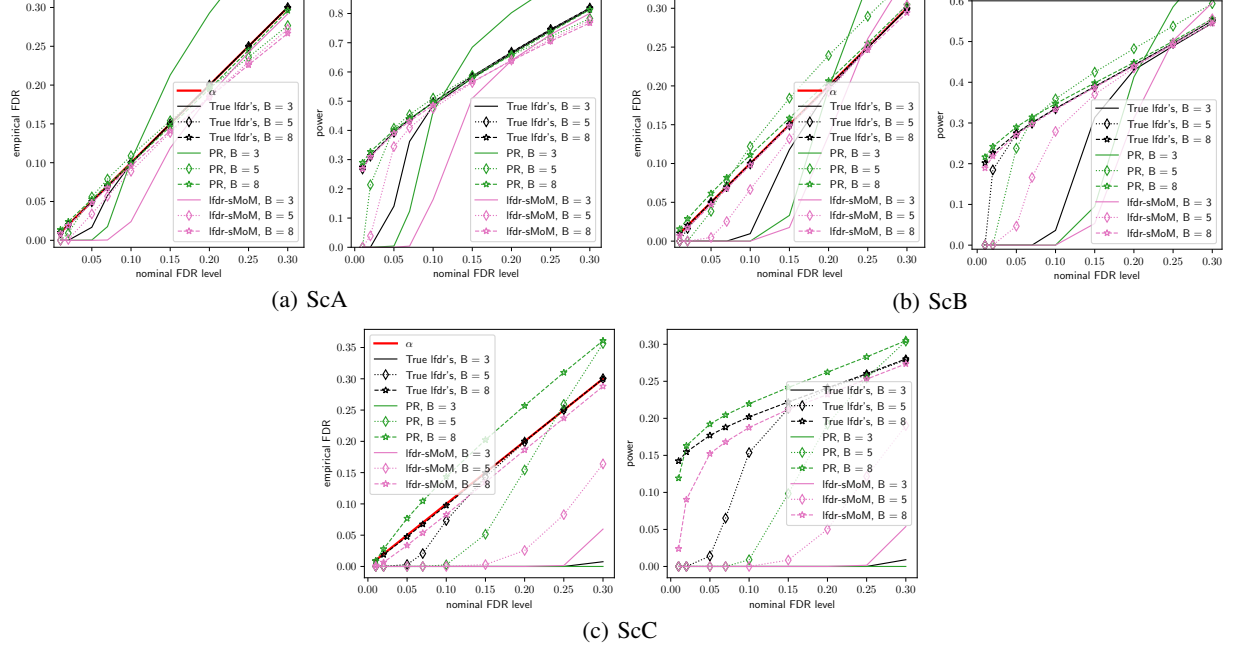 0.30
0.25
0.20
0.15
0.10
0.05
0.00
empirical FDR
0.05 0.10 0.15 0.20 0.25 0.30
nominal FDR level
α
True lfdr's, B = 3
True lfdr's, B = 5
True lfdr's, B = 8
PR, B = 3
PR, B = 5
PR, B = 8
lfdr-sMoM, B = 3
lfdr-sMoM, B = 5
lfdr-sMoM, B = 8
0.8
0.7
0.6
0.5
0.4
0.3
0.2
0.1
0.0
power
0.00 0.05 0.10 0.15 0.20 0.25 0.30
nominal FDR level
True lfdr's, B = 3
True lfdr's, B = 5
True lfdr's, B = 8
PR, B = 3
PR, B = 5
PR, B = 8
lfdr-sMoM, B = 3
lfdr-sMoM, B = 5
lfdr-sMoM, B = 8
(a) ScA
0.30
0.25
0.20
0.15
0.10
0.05
0.00
empirical FDR
0.05 0.10 0.15 0.20 0.25 0.30
nominal FDR level
α
True lfdr's, B = 3
True lfdr's, B = 5
True lfdr's, B = 8
PR, B = 3
PR, B = 5
PR, B = 8
lfdr-sMoM, B = 3
lfdr-sMoM, B = 5
lfdr-sMoM, B = 8
0.6
0.5
0.4
0.3
0.2
0.1
0.0
power
0.00 0.05 0.10 0.15 0.20 0.25 0.30
nominal FDR level
True lfdr's, B = 3
True lfdr's, B = 5
True lfdr's, B = 8
PR, B = 3
PR, B = 5
PR, B = 8
lfdr-sMoM, B = 3
lfdr-sMoM, B = 5
lfdr-sMoM, B = 8
(b) ScB
0.35
0.30
0.25
0.20
0.15
0.10
0.05
0.00
empirical FDR
0.00 0.05 0.10 0.15 0.20 0.25 0.30
nominal FDR level
α
True lfdr's, B = 3
True lfdr's, B = 5
True lfdr's, B = 8
PR, B = 3
PR, B = 5
PR, B = 8
lfdr-sMoM, B = 3
lfdr-sMoM, B = 5
lfdr-sMoM, B = 8
0.30
0.25
0.20
0.15
0.10
0.05
0.00
power
0.00 0.05 0.10 0.15 0.20 0.25 0.30
nominal FDR level
True lfdr's, B = 3
True lfdr's, B = 5
True lfdr's, B = 8
PR, B = 3
PR, B = 5
PR, B = 8
lfdr-sMoM, B = 3
lfdr-sMoM, B = 5
lfdr-sMoM, B = 8
(c) ScC